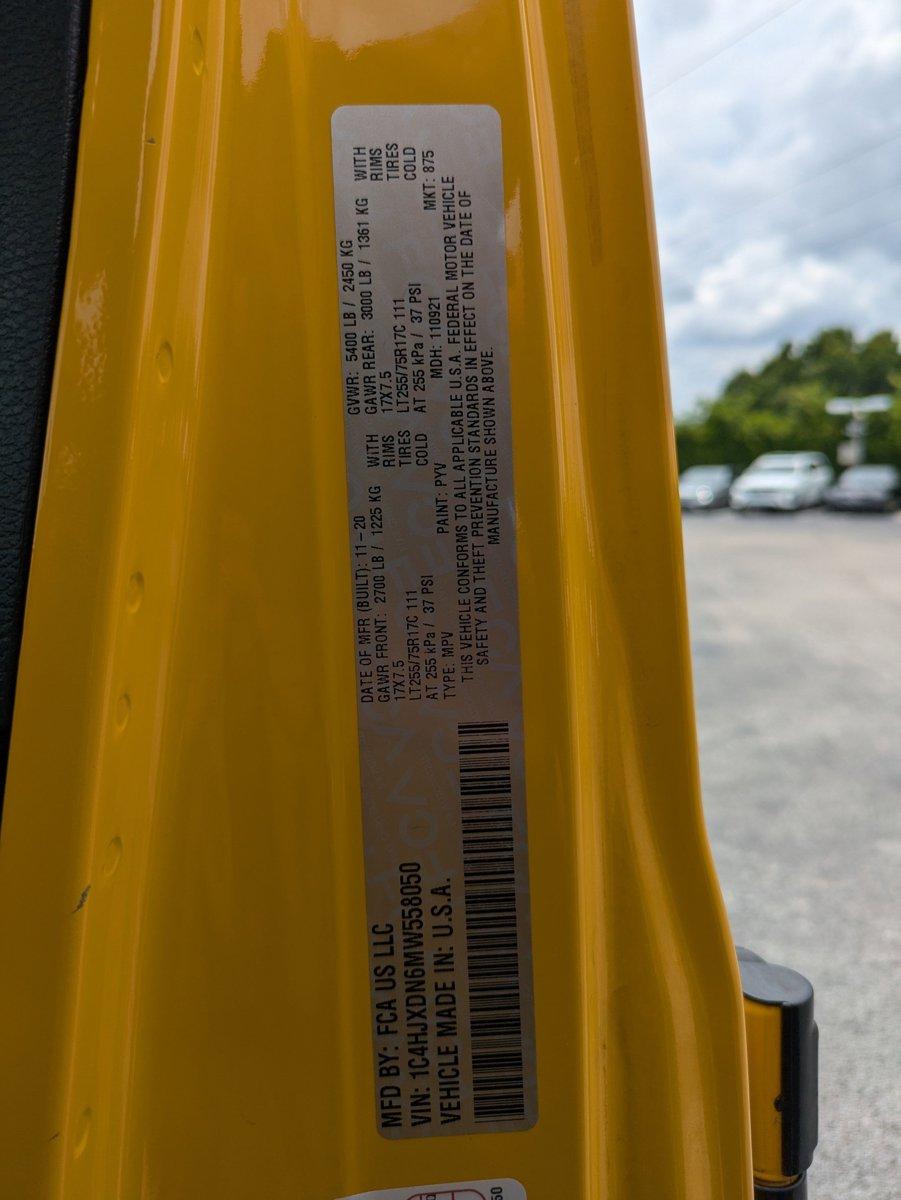 MFD BY: FCA US LLC
VIN: 1C4HJXDN6MW558050
VEHICLE MADE IN: U.S.A.
DATE OF MFR (BUILT): 11-20 GVWR: 5400 LB / 2450 KG
GAWR FRONT: 2700 LB / 1225 KG WITH GAWR REAR: 3000 LB / 1361 KG WITH
17X7.5 RIMS 17X7.5 RIMS
LT255/75R17C 111 TIRES LT255/75R17C 111 TIRES
AT 255 kPa / 37 PSI COLD AT 255 kPa / 37 PSI COLD
TYPE: MPV PAINT: PYV MDH: 110921 MKT: 875
THIS VEHICLE CONFORMS TO ALL APPLICABLE U.S.A. FEDERAL MOTOR VEHICLE
SAFETY AND THEFT PREVENTION STANDARDS IN EFFECT ON THE DATE OF
MANUFACTURE SHOWN ABOVE.
50